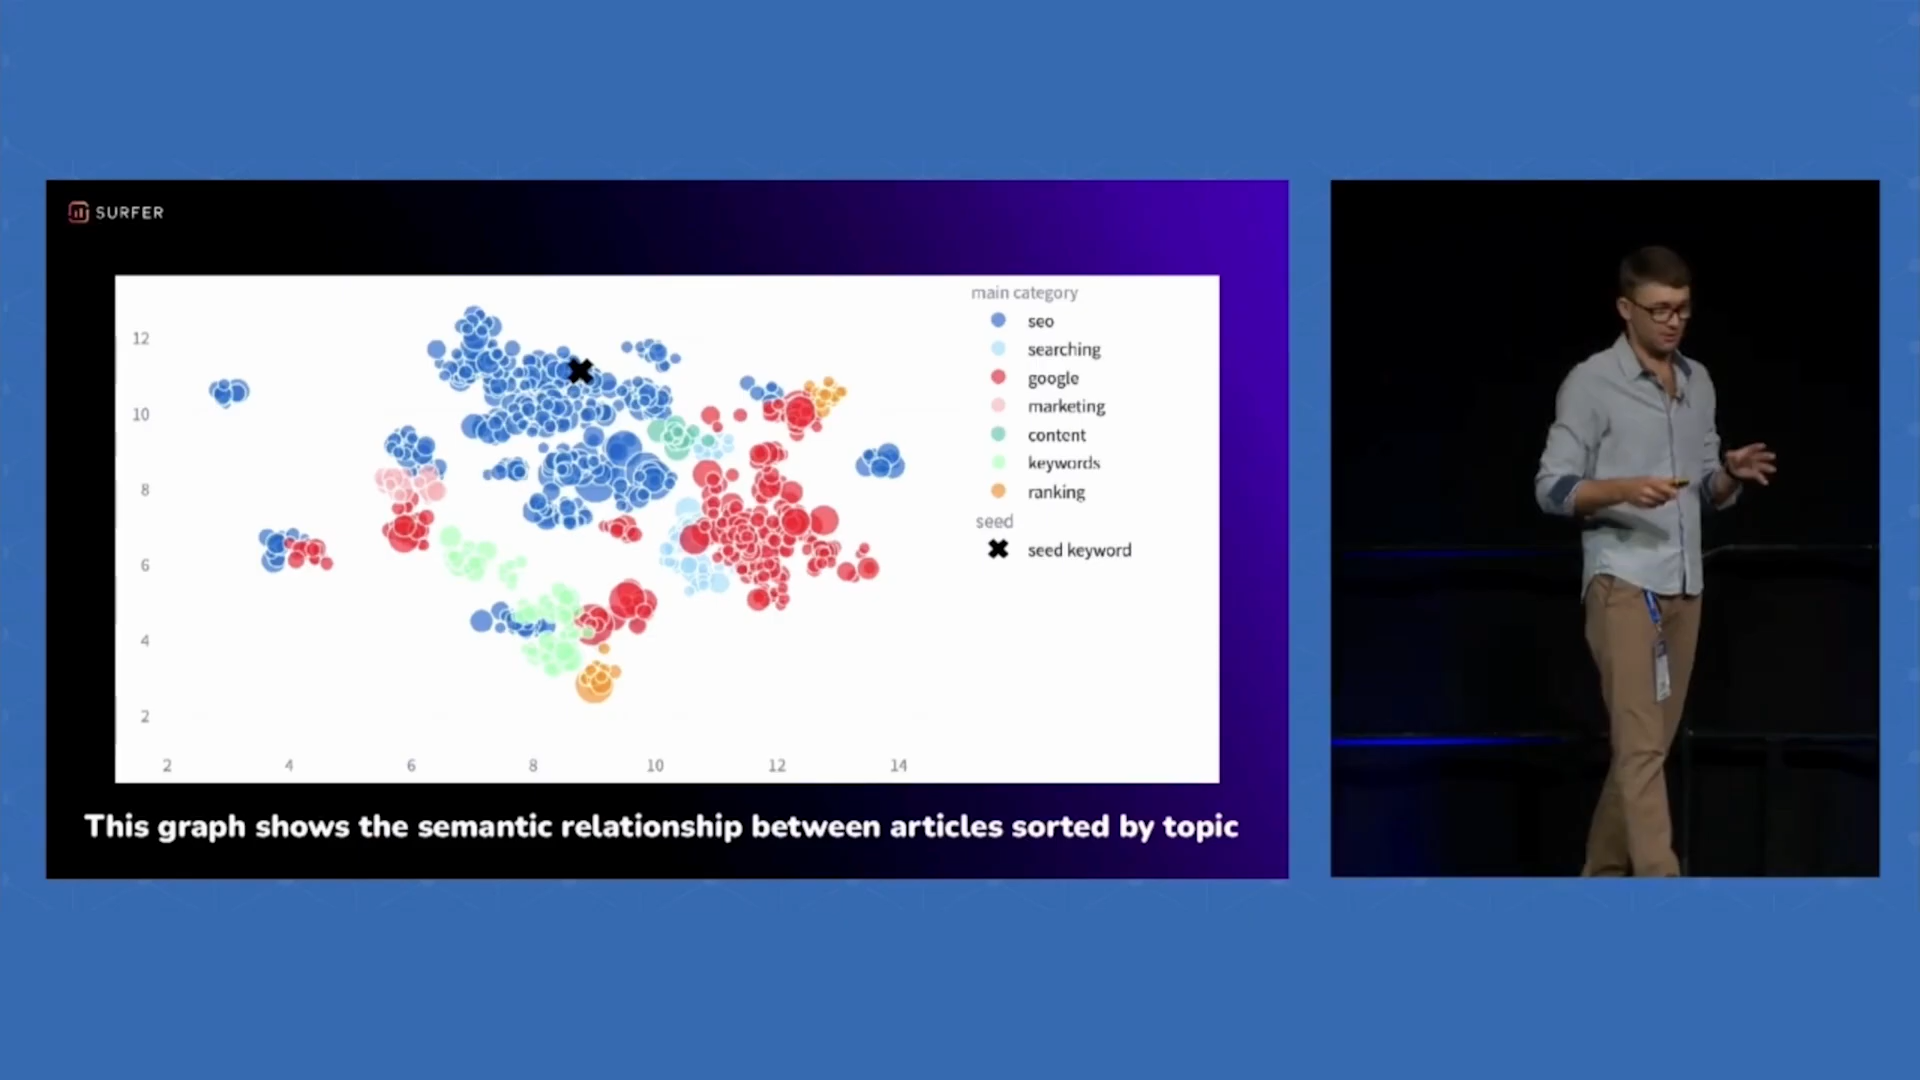 SURFER
main category
seo
searching
google
marketing
content
keywords
ranking
seed
seed keyword
12
10
8
6
4
2
2 4 6 8 10 12 14
This graph shows the semantic relationship between articles sorted by topic